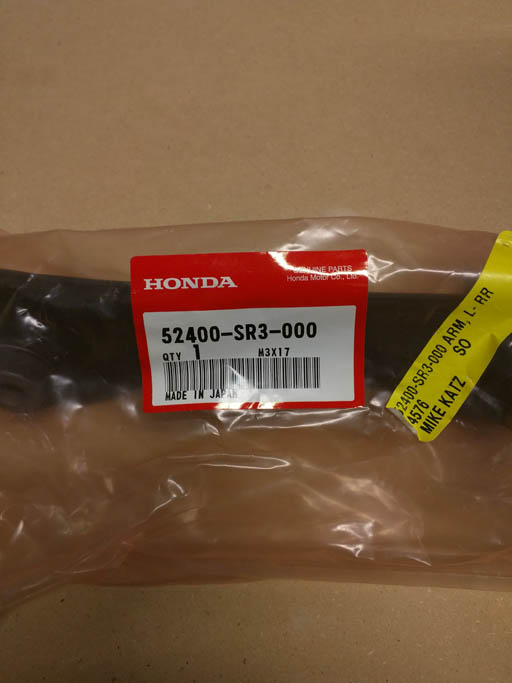 HONDA
GENUINE PARTS
Honda Motor Co., Ltd.
52400-SR3-000
QTY 1 H3X17
MADE IN JAPAN
52400-SR3-000 ARM, L- RR
4576 SO
MIKE KATZ